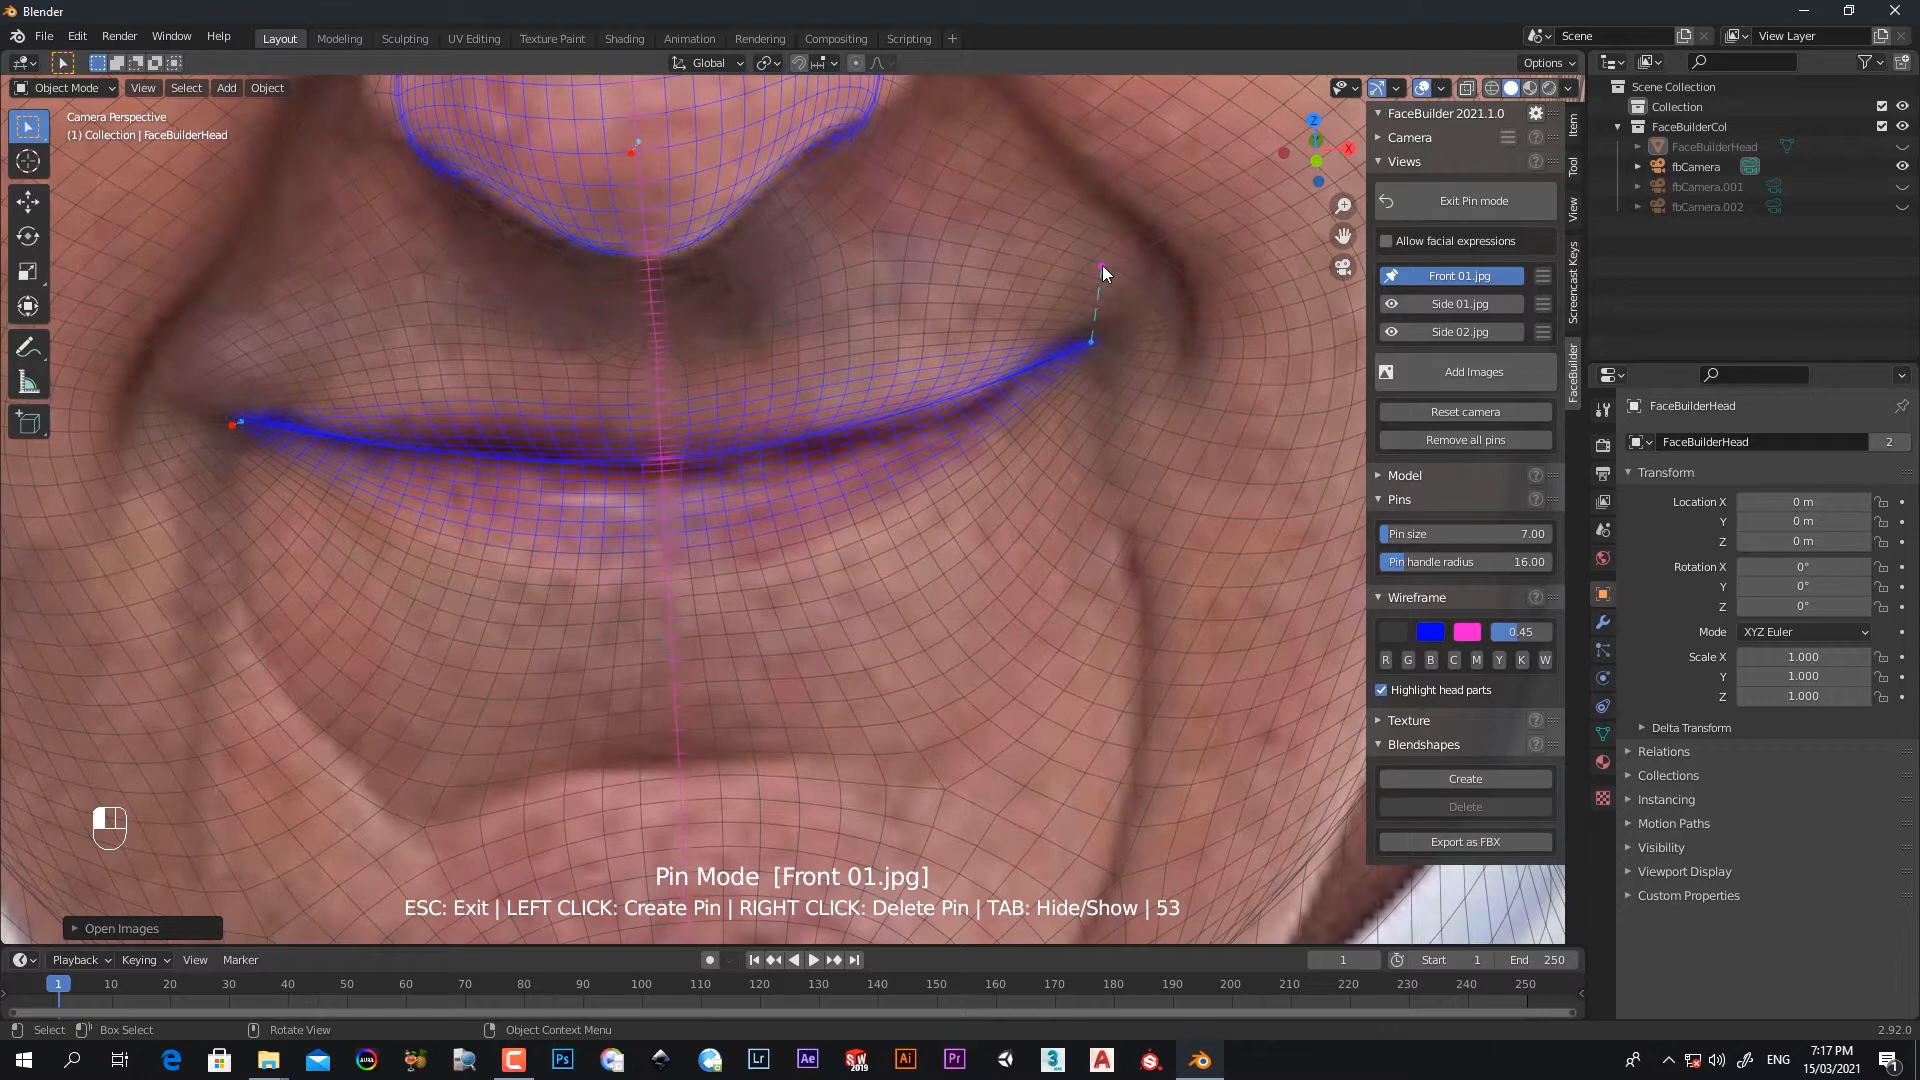 Blender
File Edit Render Window Help
Layout Modeling Sculpting UV Editing Texture Paint Shading Animation Rendering Compositing Scripting +
Scene
View Layer
Global
Options
Object Mode View Select Add Object
Camera Perspective
(1) Collection | FaceBuilderHead
Z
X
FaceBuilder 2021.1.0
Camera
Views
Exit Pin mode
Allow facial expressions
Front 01.jpg
Side 01.jpg
Side 02.jpg
Add Images
Reset camera
Remove all pins
Model
Pins
Pin size 7.00
Pin handle radius 16.00
Wireframe
0.45
R G B C M Y K W
Highlight head parts
Texture
Blendshapes
Create
Delete
Export as FBX
Item
Tool
View
Screencast Keys
FaceBuilder
Scene Collection
Collection
FaceBuilderCol
FaceBuilderHead
fbCamera
fbCamera.001
fbCamera.002
FaceBuilderHead
FaceBuilderHead 2
Transform
Location X 0 m
Y 0 m
Z 0 m
Rotation X 0°
Y 0°
Z 0°
Mode XYZ Euler
Scale X 1.000
Y 1.000
Z 1.000
Delta Transform
Relations
Collections
Instancing
Motion Paths
Visibility
Viewport Display
Custom Properties
Pin Mode [Front 01.jpg]
ESC: Exit | LEFT CLICK: Create Pin | RIGHT CLICK: Delete Pin | TAB: Hide/Show | 53
Open Images
Playback Keying View Marker
1 Start 1 End 250
1 10 20 30 40 50 60 70 80 90 100 110 120 130 140 150 160 170 180 190 200 210 220 230 240 250
Select Box Select Rotate View Object Context Menu 2.92.0
Ps Lr Ae SW 2019 Ai Pr 3 A
ENG
7:17 PM
15/03/2021
1